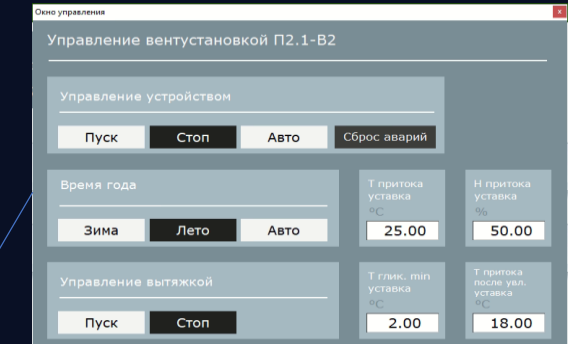 Окно управления
x
Управление вентустановкой П2.1-В2
Управление устройством
Пуск
Стоп
Авто
Сброс аварий
Время года
Зима
Лето
Авто
Т притока
уставка
°C
25.00
Н притока
уставка
%
50.00
Управление вытяжкой
Пуск
Стоп
Т глик. min
уставка
°C
2.00
Т притока
после увл.
уставка
°C
18.00